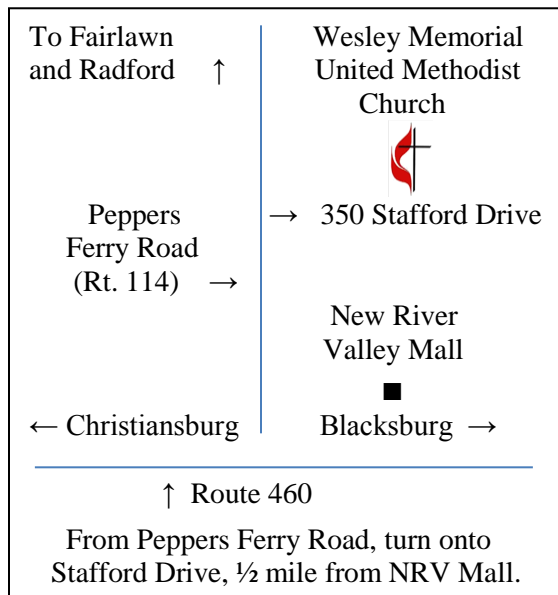 To Fairlawn
and Radford ↑
Wesley Memorial
United Methodist
Church
→ 350 Stafford Drive
Peppers
Ferry Road
(Rt. 114) →
New River
Valley Mall
← Christiansburg
Blacksburg →
↑ Route 460
From Peppers Ferry Road, turn onto
Stafford Drive, ½ mile from NRV Mall.